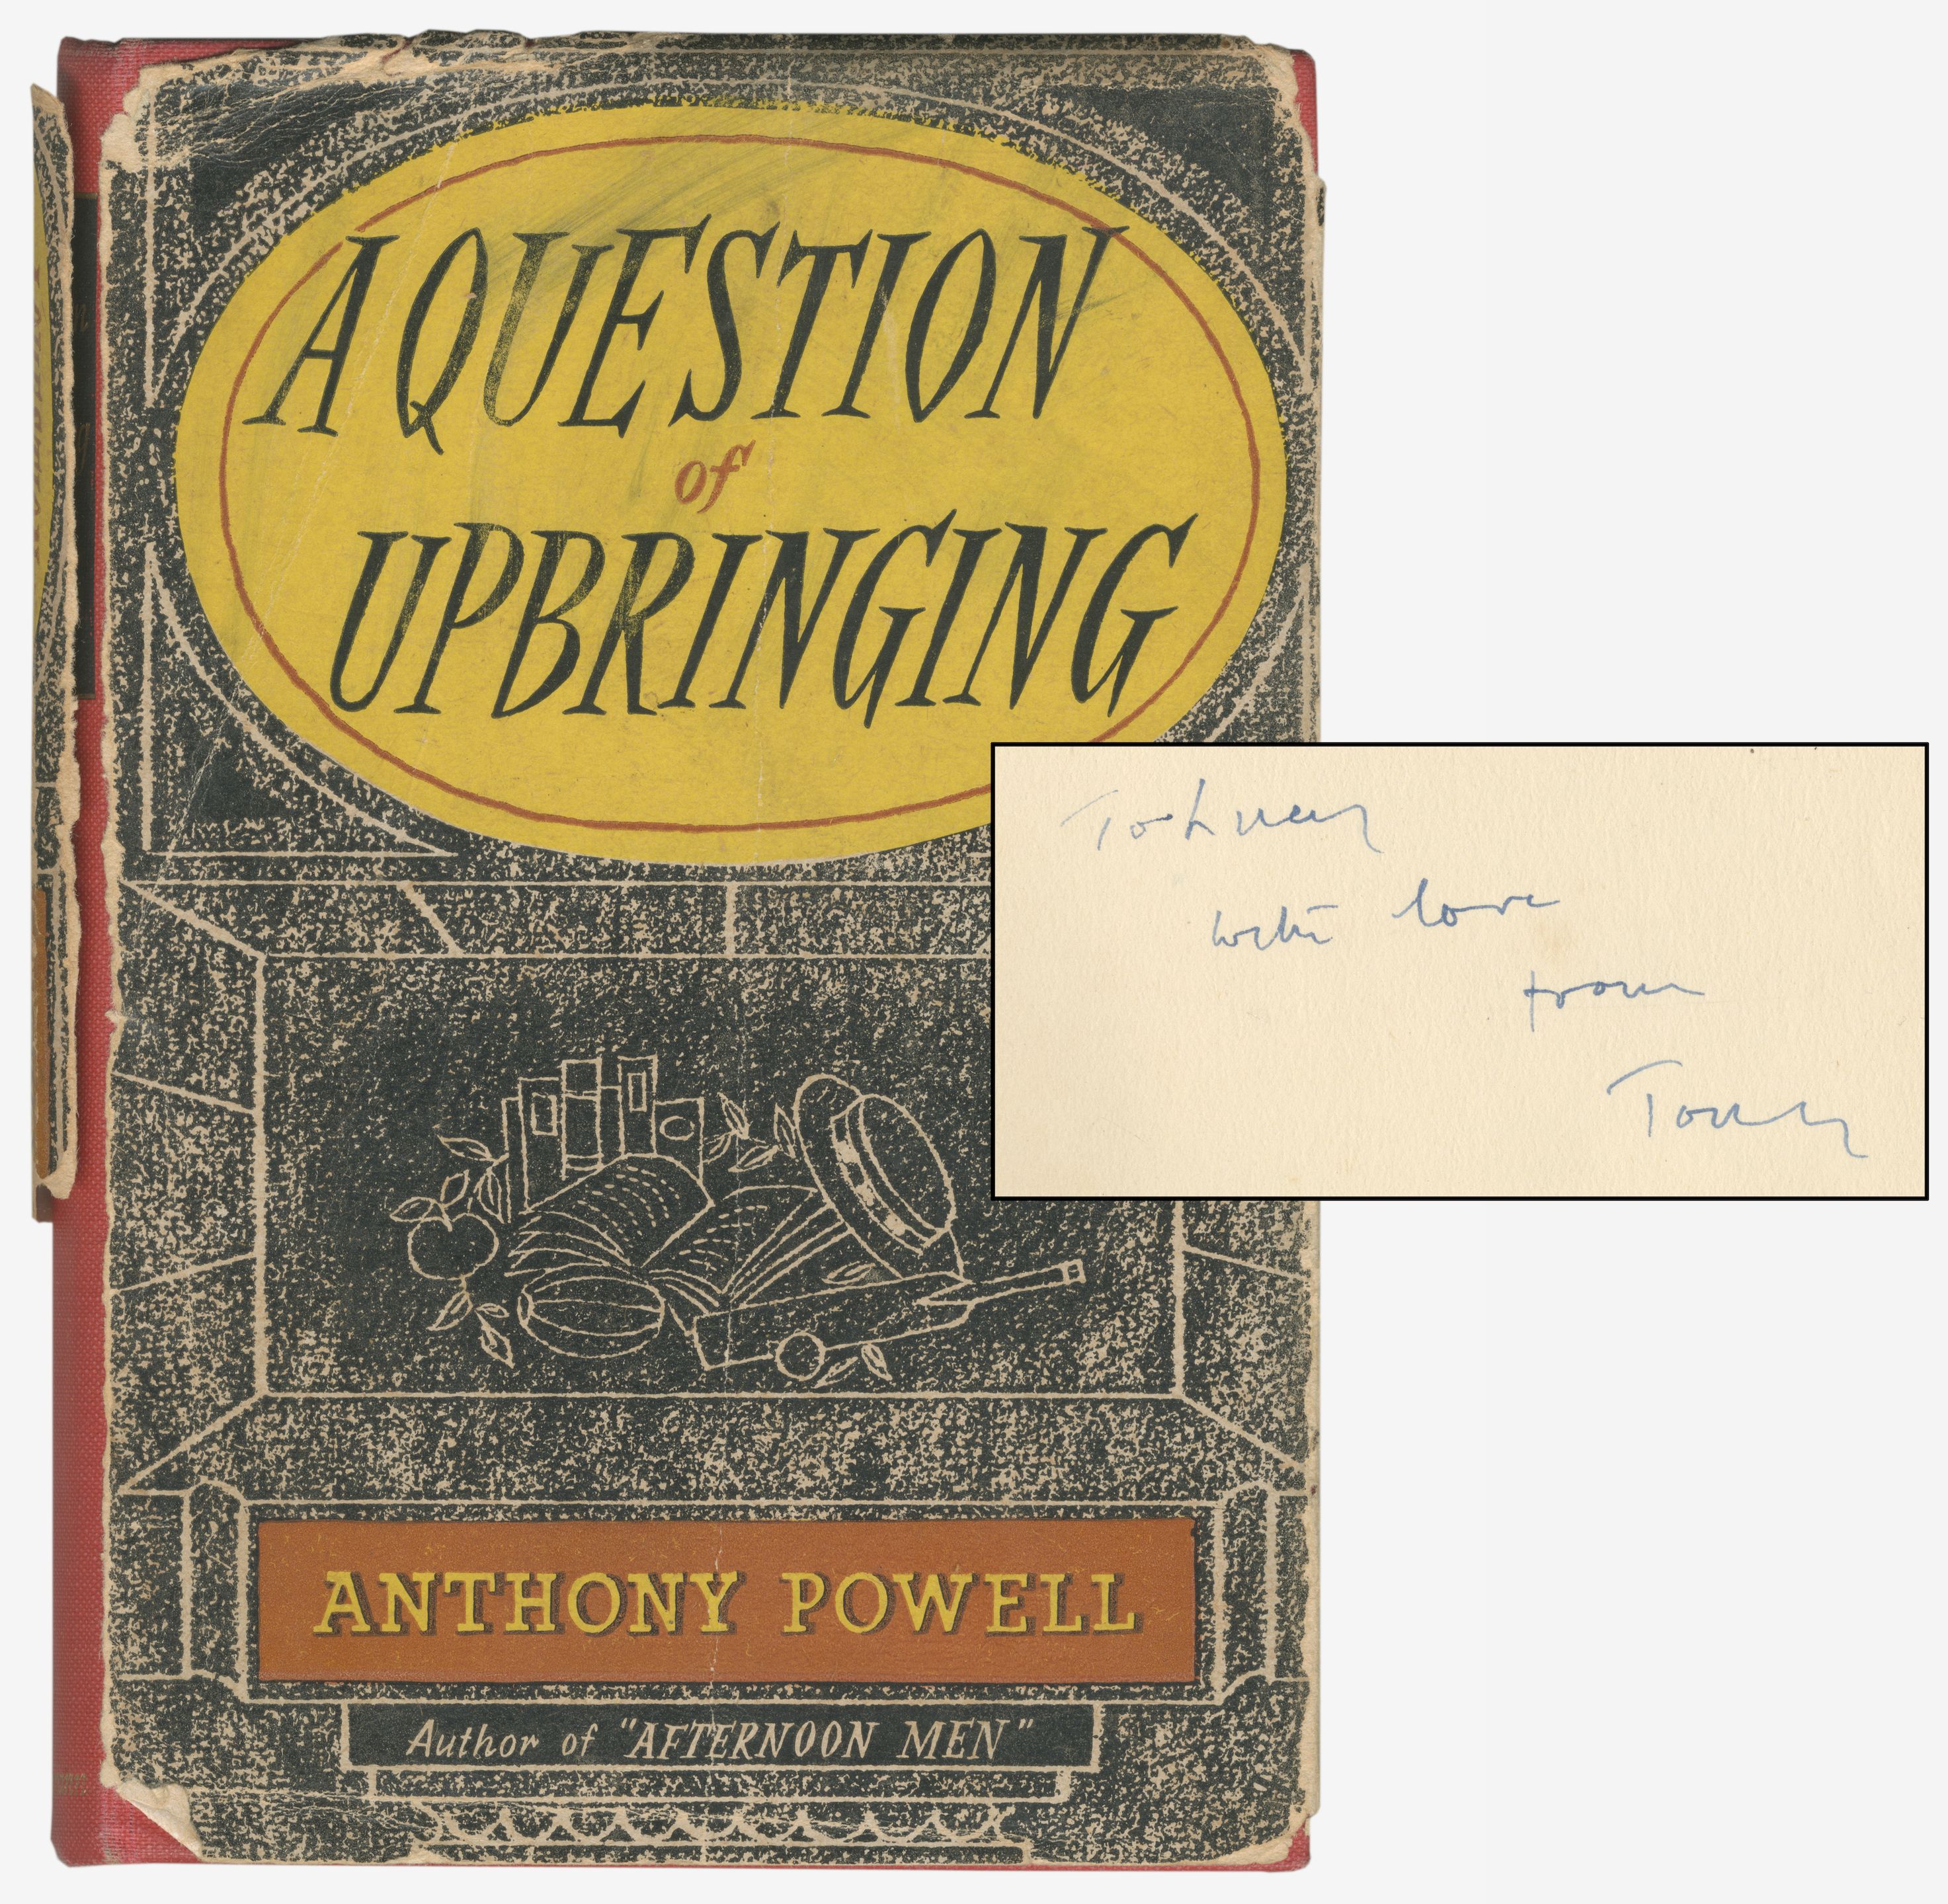 A QUESTION
of
UPBRINGING
To Lucy
with love
from
Tony
ANTHONY POWELL
Author of "AFTERNOON MEN"